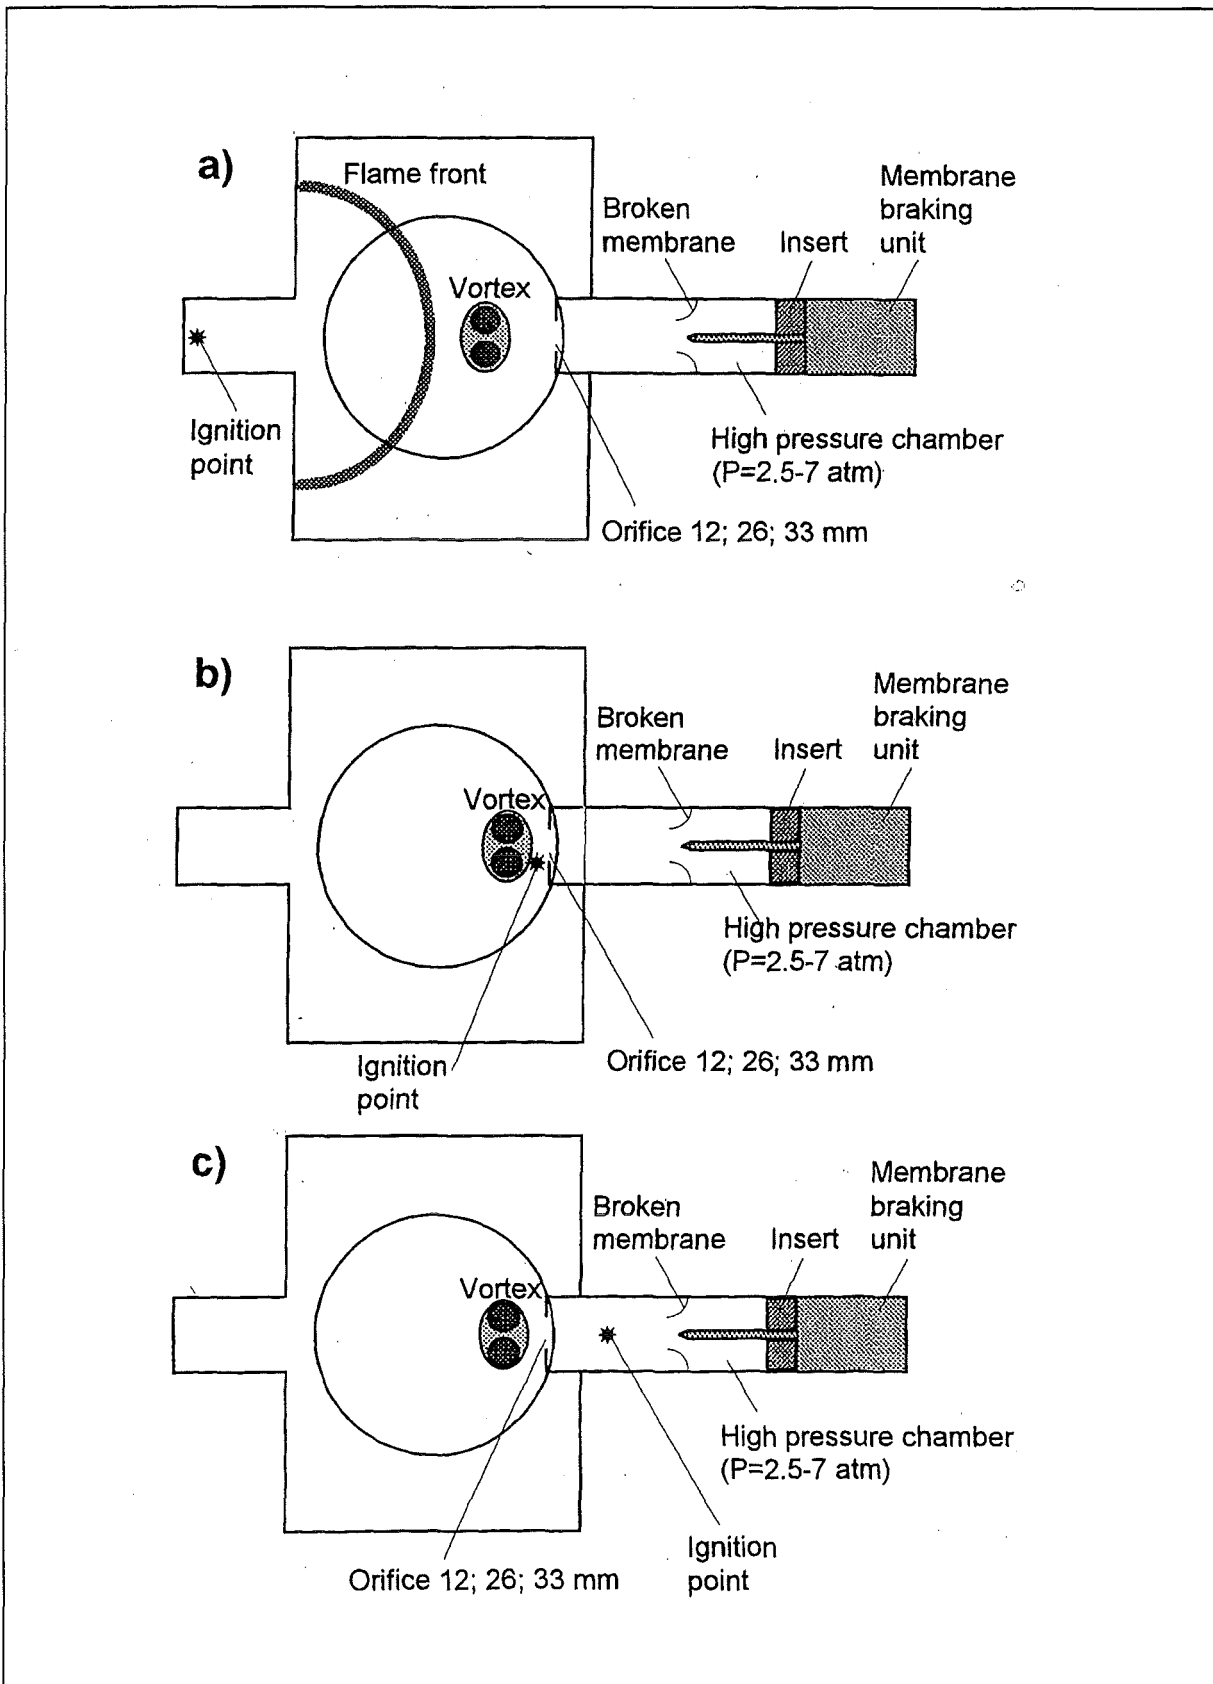 a)
Flame front
Membrane
braking
unit
Broken
membrane
Insert
Vortex
Ignition
point
High pressure chamber
(P=2.5-7 atm)
Orifice 12; 26; 33 mm
b)
Membrane
braking
unit
Broken
membrane
Insert
Vortex
High pressure chamber
(P=2.5-7 atm)
Ignition
point
Orifice 12; 26; 33 mm
c)
Membrane
braking
unit
Broken
membrane
Insert
Vortex
High pressure chamber
(P=2.5-7 atm)
Ignition
point
Orifice 12; 26; 33 mm